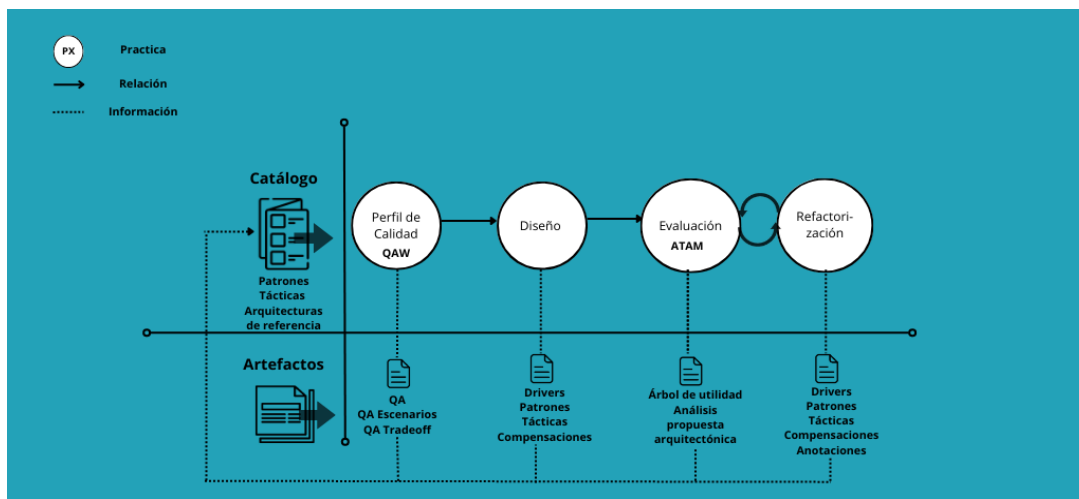 PX
Practica
Relación
Información
Catálogo
Patrones
Tácticas
Arquitecturas
de referencia
Perfil de
Calidad
QAW
Diseño
Evaluación
ATAM
Refactori-
zación
Artefactos
QA
QA Escenarios
QA Tradeoff
Drivers
Patrones
Tácticas
Compensaciones
Árbol de utilidad
Análisis
propuesta
arquitectónica
Drivers
Patrones
Tácticas
Compensaciones
Anotaciones